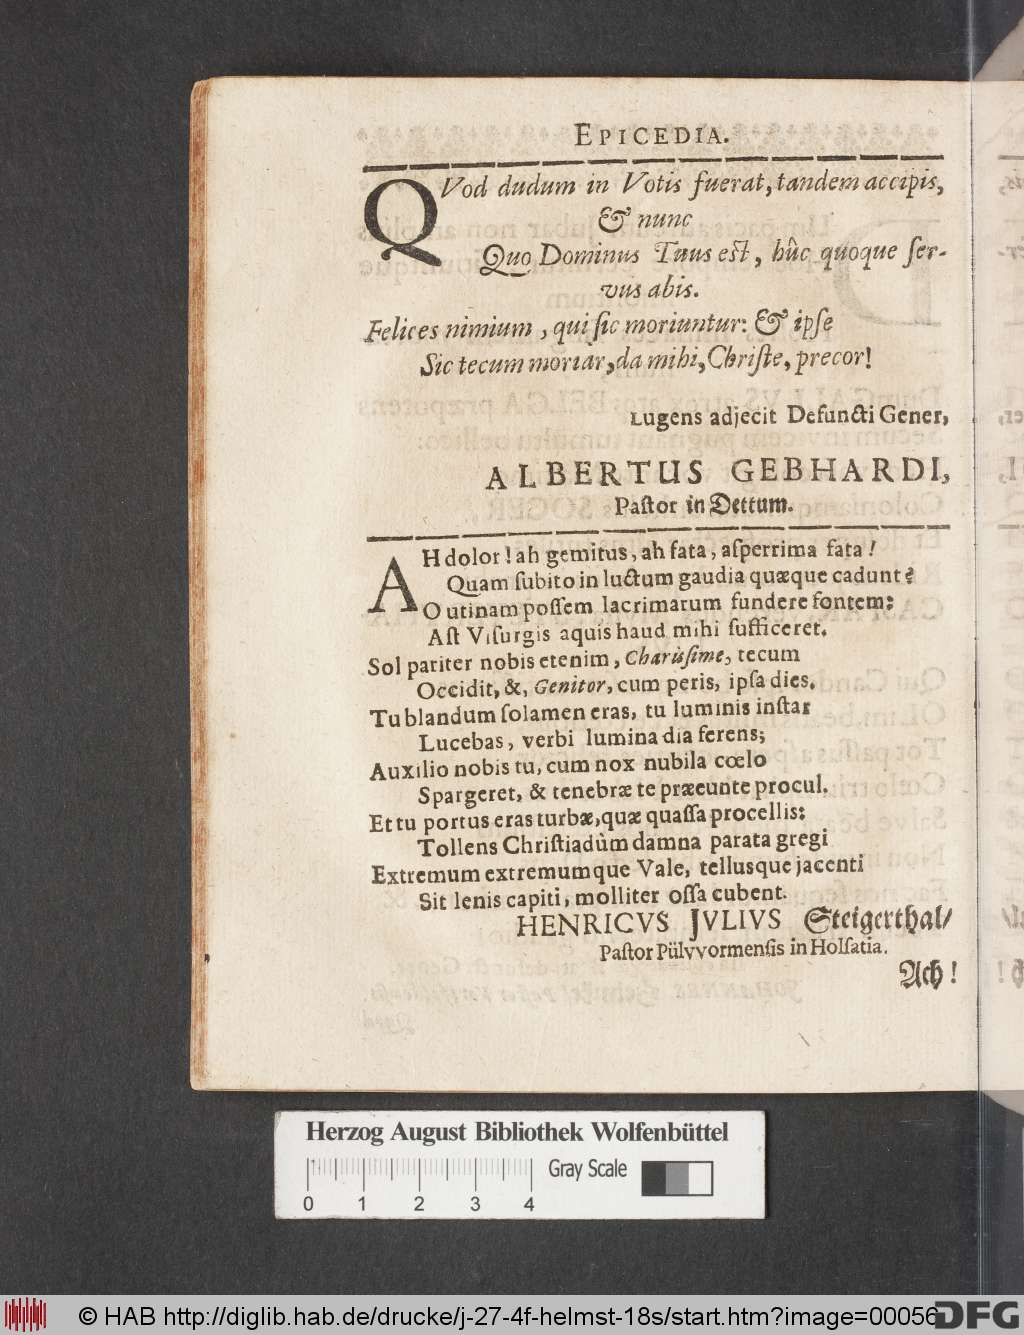 EPICEDIA.
QVod dudum in Votis fuerat, tandem accipis,
& nunc
Quo Dominus Tuus est, hûc quoque ſer-
vus abis.
Felices nimium, qui ſic moriuntur: & ipſe
Sic tecum moriar, da mihi, Chriſte, precor!
Lugens adjecit Defuncti Gener,
ALBERTUS GEBHARDI,
Paſtor in Dettum.
AH dolor! ah gemitus, ah fata, aſperrima fata!
Quam ſubito in luctum gaudia quæque cadunt?
O utinam poſſem lacrimarum fundere fontem;
Aſt Viſurgis aquis haud mihi ſufficeret.
Sol pariter nobis etenim, Charùſime, tecum
Occidit, &, Genitor, cum peris, ipſa dies.
Tu blandum ſolamen eras, tu luminis inſtar
Lucebas, verbi lumina dia ferens;
Auxilio nobis tu, cum nox nubila cœlo
Spargeret, & tenebræ te præeunte procul.
Et tu portus eras turbæ, quæ quaſſa procellis:
Tollens Chriſtiadùm damna parata gregi
Extremum extremumque Vale, tellusque jacenti
Sit lenis capiti, molliter oſſa cubent.
HENRICVS JVLIVS Steigerthal/
Paſtor Pülvvormenſis in Holſatia.
Ach!
Herzog August Bibliothek Wolfenbüttel
Gray Scale
0 1 2 3 4
© HAB http://diglib.hab.de/drucke/j-27-4f-helmst-18s/start.htm?image=00056
DFG